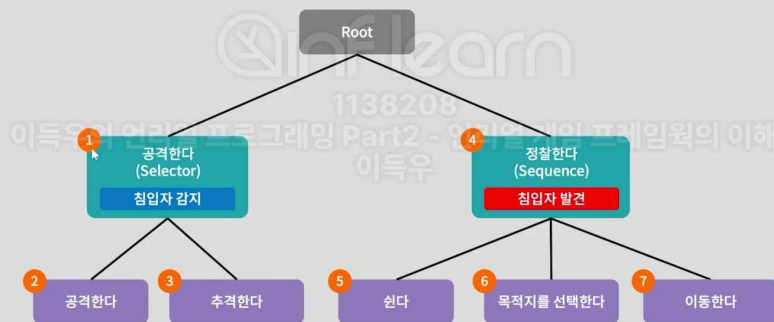 inflearn
Root
1138208
이득우의 언리얼 프로그래밍 Part2 - 언리얼 게임 프레임웍의 이해
이득우
1
공격한다
(Selector)
침입자 감지
4
정찰한다
(Sequence)
침입자 발견
2
공격한다
3
추격한다
5
쉰다
6
목적지를 선택한다
7
이동한다